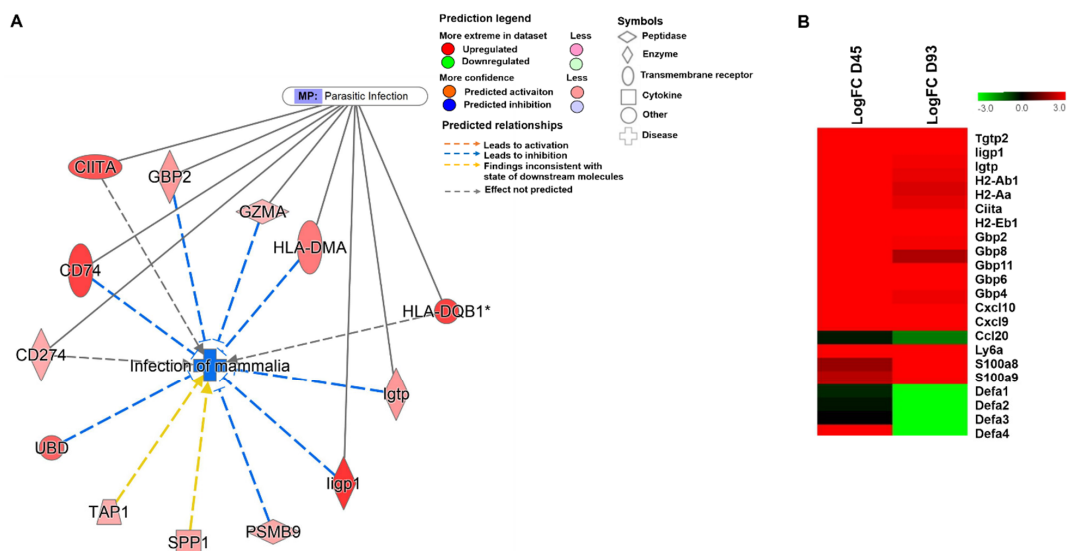 A
Prediction legend
More extreme in dataset
Less
Upregulated
Downregulated
More confidence
Less
Predicted activaiton
Predicted inhibition
Predicted relationships
Leads to activation
Leads to inhibition
Findings inconsistent with
state of downstream molecules
Effect not predicted
Symbols
Peptidase
Enzyme
Transmembrane receptor
Cytokine
Other
Disease
MP: Parasitic Infection
CIITA
GBP2
GZMA
HLA-DMA
CD74
HLA-DQB1*
CD274
Infection of mammalia
Igtp
UBD
Iigp1
TAP1
SPP1
PSMB9
B
LogFC D45
LogFC D93
-3.0
0.0
3.0
Tgtp2
Iigp1
Igtp
H2-Ab1
H2-Aa
Ciita
H2-Eb1
Gbp2
Gbp8
Gbp11
Gbp6
Gbp4
Cxcl10
Cxcl9
Ccl20
Ly6a
S100a8
S100a9
Defa1
Defa2
Defa3
Defa4